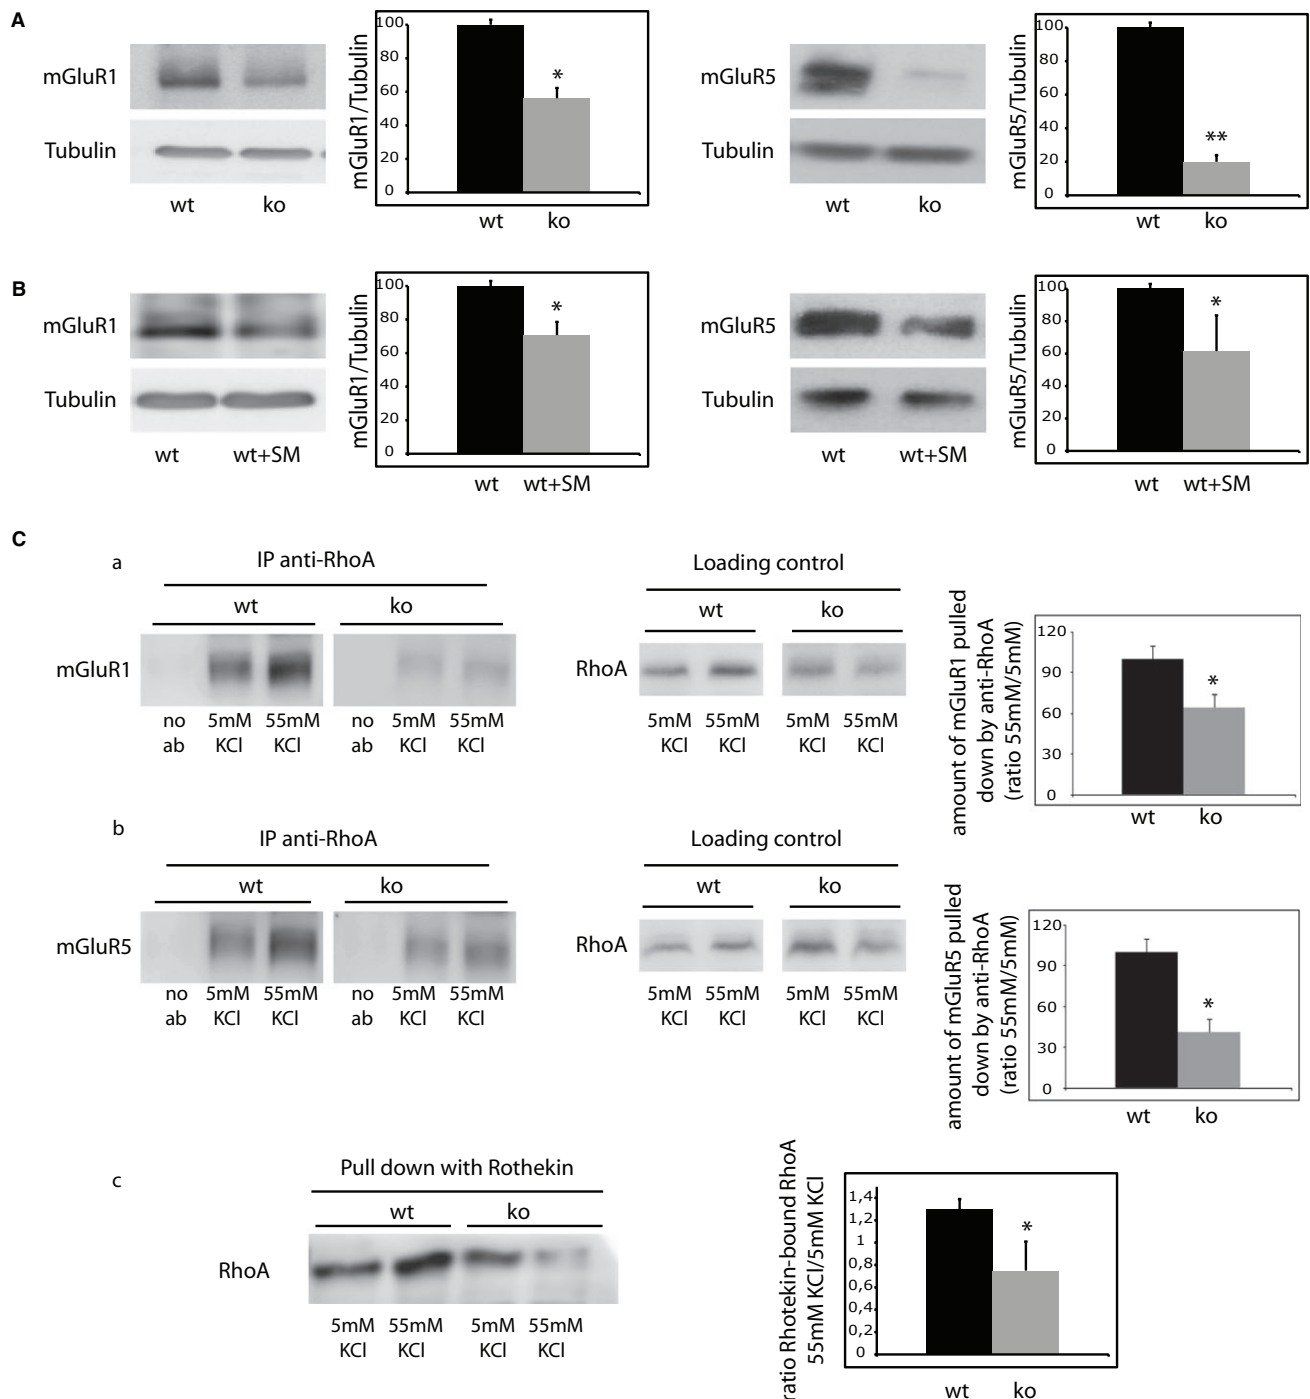 A
mGluR1
Tubulin
wt ko
mGluR1/Tubulin
100
80
60
40
20
0
*
wt ko
mGluR5
Tubulin
wt ko
mGluR5/Tubulin
100
80
60
40
20
0
**
wt ko
B
mGluR1
Tubulin
wt wt+SM
mGluR1/Tubulin
100
80
60
40
20
0
*
wt wt+SM
mGluR5
Tubulin
wt wt+SM
mGluR5/Tubulin
100
80
60
40
20
0
*
wt wt+SM
C
a
IP anti-RhoA
wt ko
mGluR1
no 5mM 55mM no 5mM 55mM
ab KCl KCl ab KCl KCl
Loading control
wt ko
RhoA
5mM 55mM 5mM 55mM
KCl KCl KCl KCl
amount of mGluR1 pulled
down by anti-RhoA
(ratio 55mM/5mM)
120
90
60
30
0
*
wt ko
b
IP anti-RhoA
wt ko
mGluR5
no 5mM 55mM no 5mM 55mM
ab KCl KCl ab KCl KCl
Loading control
wt ko
RhoA
5mM 55mM 5mM 55mM
KCl KCl KCl KCl
amount of mGluR5 pulled
down by anti-RhoA
(ratio 55mM/5mM)
120
90
60
30
0
*
wt ko
c
Pull down with Rothekin
wt ko
RhoA
5mM 55mM 5mM 55mM
KCl KCl KCl KCl
ratio Rhotekin-bound RhoA
55mM KCl/5mM KCl
1,4
1,2
1
0,8
0,6
0,4
0,2
0
*
wt ko